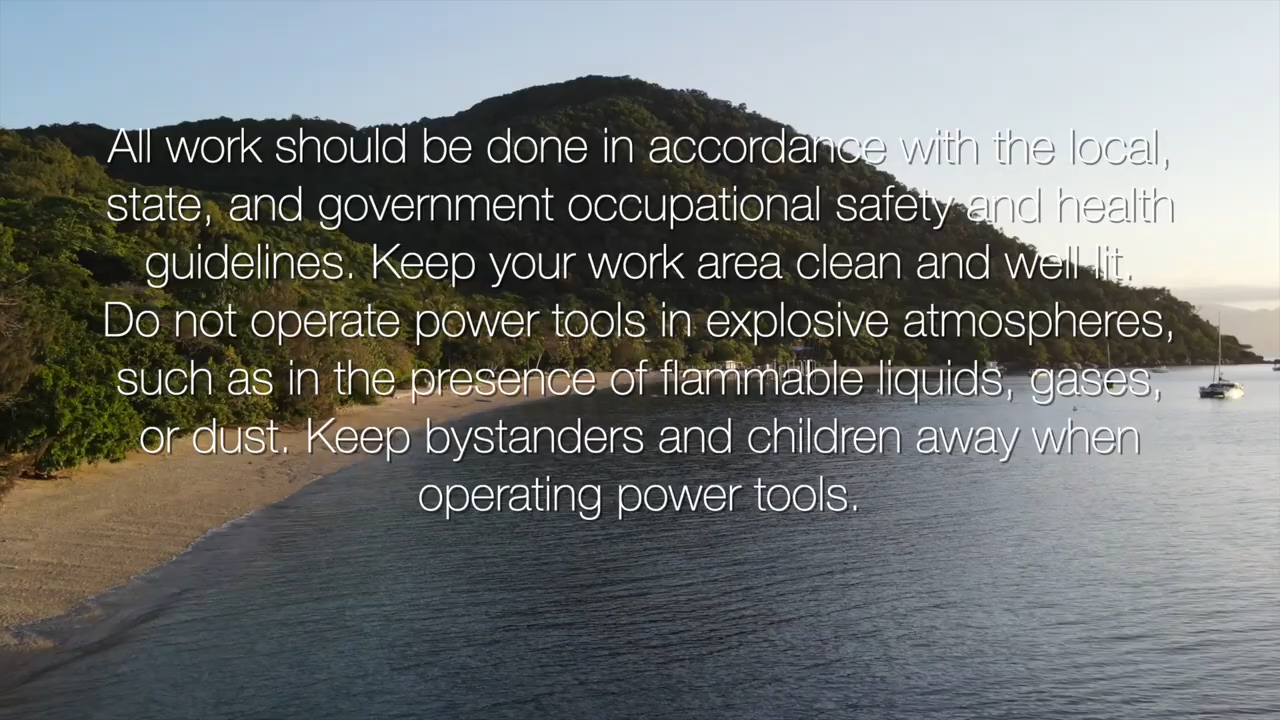 All work should be done in accordance with the local,
state, and government occupational safety and health
guidelines. Keep your work area clean and well-lit.
Do not operate power tools in explosive atmospheres,
such as in the presence of flammable liquids, gases,
or dust. Keep bystanders and children away when
operating power tools.